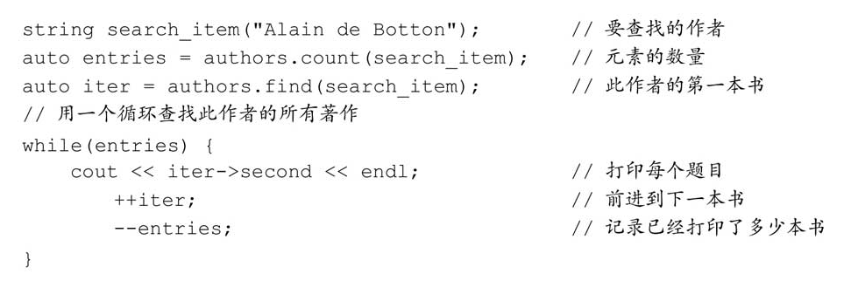 string search_item("Alain de Botton"); // 要查找的作者
auto entries = authors.count(search_item); // 元素的数量
auto iter = authors.find(search_item); // 此作者的第一本书
// 用一个循环查找此作者的所有著作
while(entries) {
    cout << iter->second << endl; // 打印每个题目
        ++iter; // 前进到下一本书
        --entries; // 记录已经打印了多少本书
}